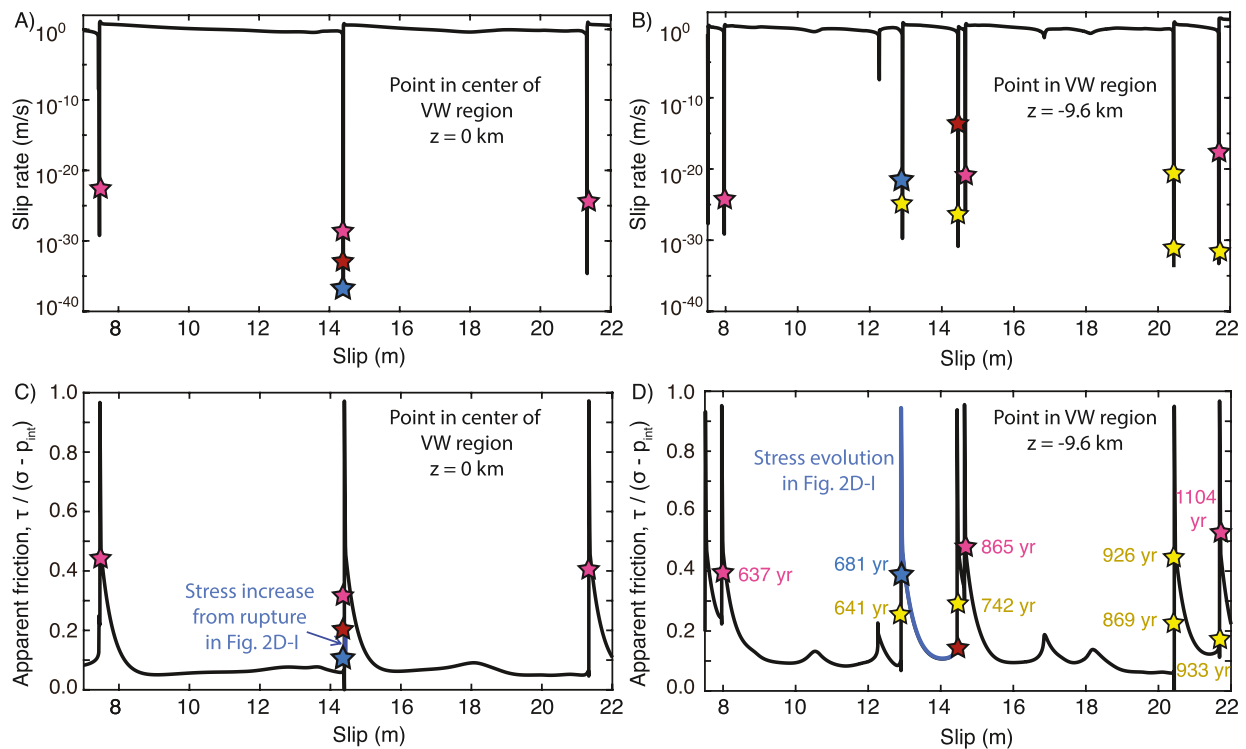 A)
10⁰
10⁻¹⁰
10⁻²⁰
10⁻³⁰
10⁻⁴⁰
Slip rate (m/s)
Point in center of
VW region
z = 0 km
8 10 12 14 16 18 20 22
Slip (m)
B)
10⁰
10⁻¹⁰
10⁻²⁰
10⁻³⁰
10⁻⁴⁰
Slip rate (m/s)
Point in VW region
z = -9.6 km
8 10 12 14 16 18 20 22
Slip (m)
C)
1.0
0.8
0.6
0.4
0.2
0.0
Apparent friction, τ / (σ - pint)
Point in center of
VW region
z = 0 km
Stress increase
from rupture
in Fig. 2D-I
8 10 12 14 16 18 20 22
Slip (m)
D)
1.0
0.8
0.6
0.4
0.2
0.0
Apparent friction, τ / (σ - pint)
Point in VW region
z = -9.6 km
Stress evolution
in Fig. 2D-I
1104
yr
637 yr
681 yr
641 yr
865 yr
742 yr
926 yr
869 yr
933 yr
8 10 12 14 16 18 20 22
Slip (m)